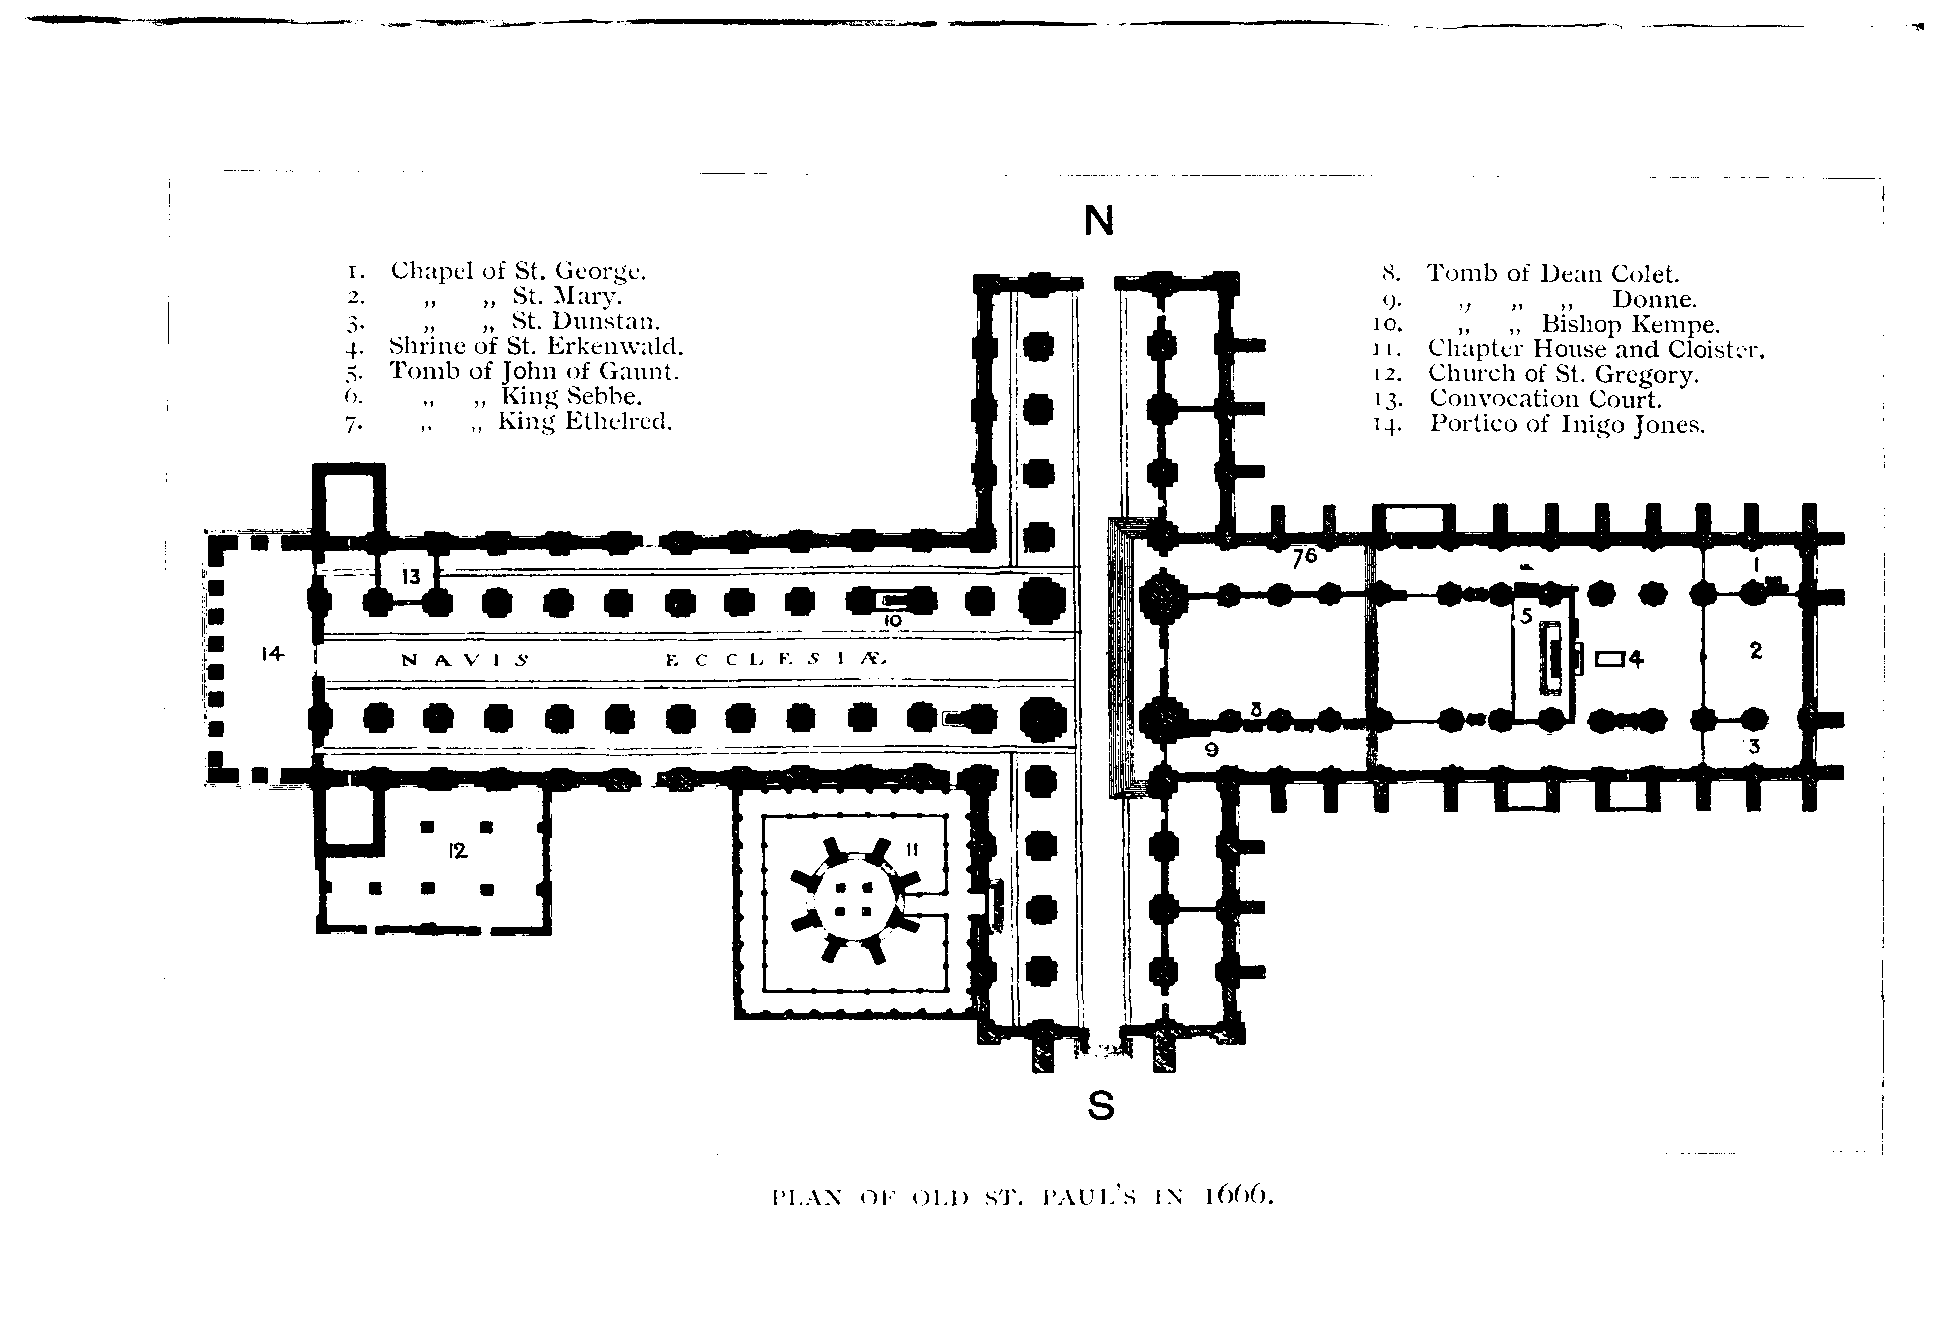 N
1. Chapel of St. George.
2. „ „ St. Mary.
3. „ „ St. Dunstan.
4. Shrine of St. Erkenwald.
5. Tomb of John of Gaunt.
6. „ „ King Sebbe.
7. „ „ King Ethelred.
8. Tomb of Dean Colet.
9. „ „ „ Donne.
10. „ „ Bishop Kempe.
11. Chapter House and Cloister.
12. Church of St. Gregory.
13. Convocation Court.
14. Portico of Inigo Jones.
76
1
13
5
10
14
NAVIS ECCLESIÆ.
4
2
8
9
3
12
11
S
PLAN OF OLD ST. PAUL'S IN 1666.